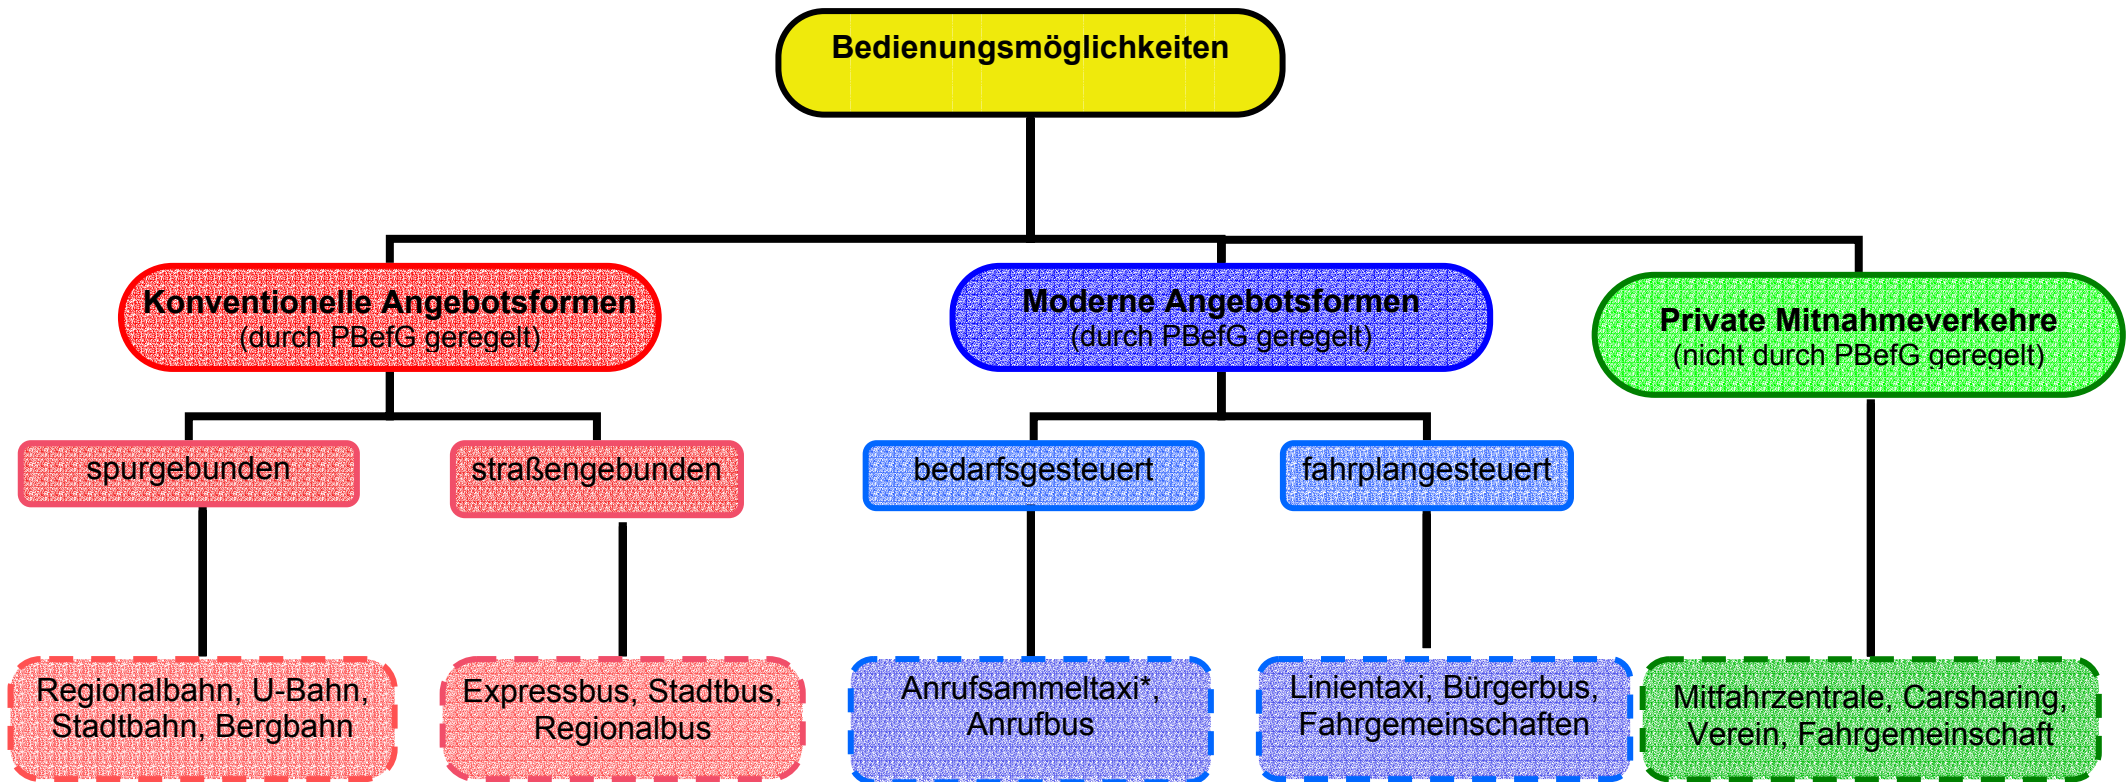 Bedienungsmöglichkeiten
Konventionelle Angebotsformen
(durch PBefG geregelt)
Moderne Angebotsformen
(durch PBefG geregelt)
Private Mitnahmeverkehre
(nicht durch PBefG geregelt)
spurgebunden
straßengebunden
bedarfsgesteuert
fahrplangesteuert
Regionalbahn, U-Bahn,
Stadtbahn, Bergbahn
Expressbus, Stadtbus,
Regionalbus
Anrufsammeltaxi*,
Anrufbus
Linientaxi, Bürgerbus,
Fahrgemeinschaften
Mitfahrzentrale, Carsharing,
Verein, Fahrgemeinschaft